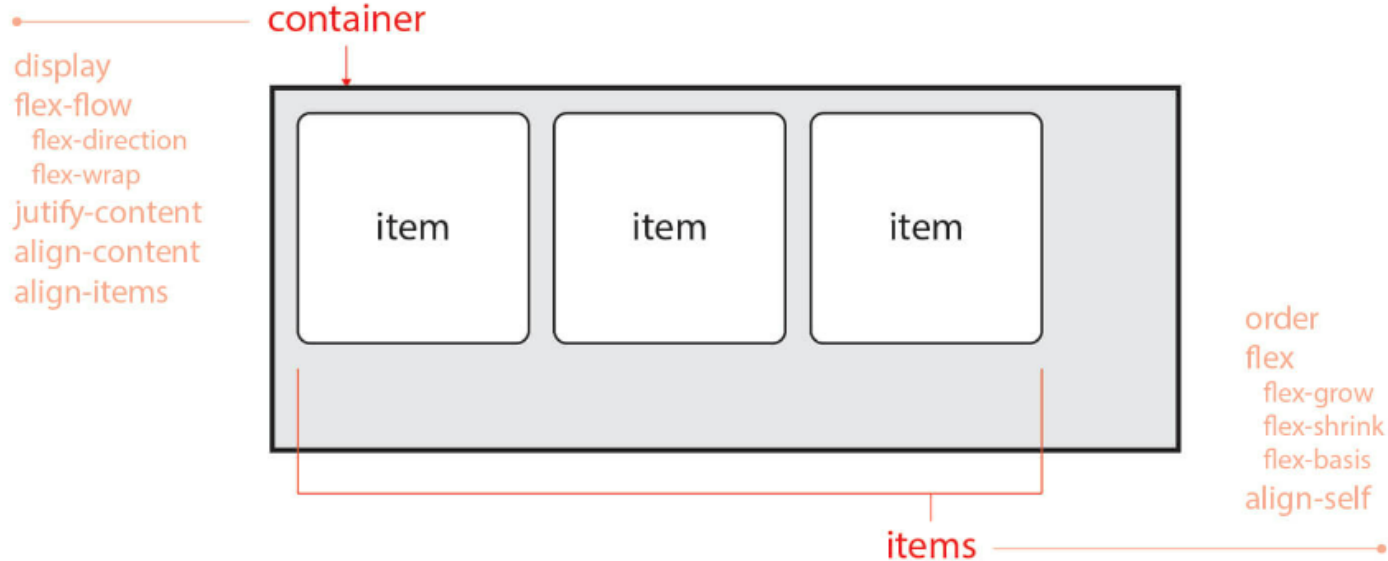 container
display
flex-flow
flex-direction
flex-wrap
jutify-content
align-content
align-items
item item item
order
flex
flex-grow
flex-shrink
flex-basis
align-self
items